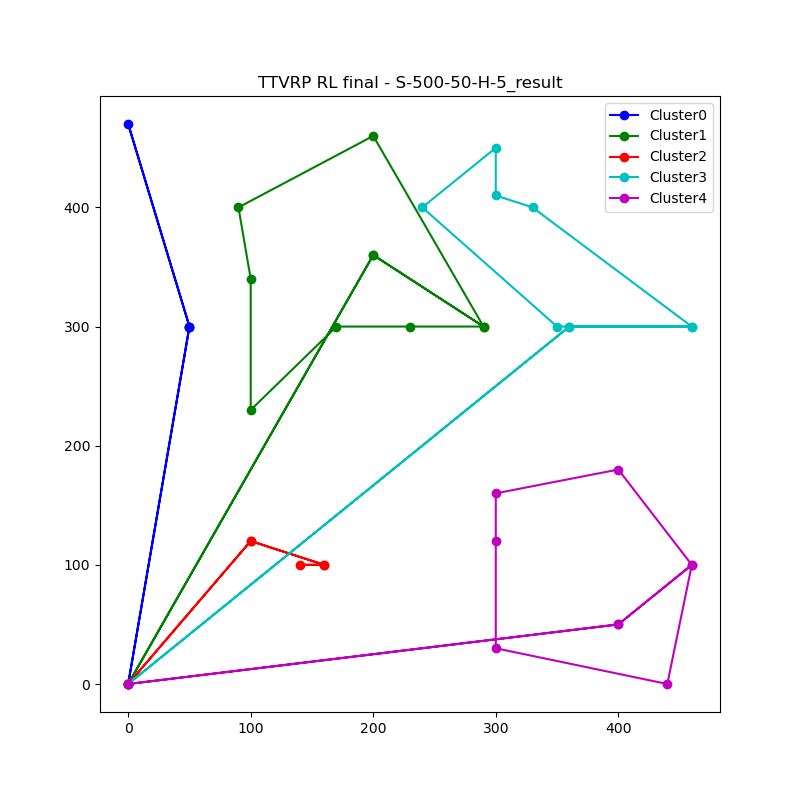 TTVRP RL final - S-500-50-H-5_result
Cluster0
Cluster1
Cluster2
Cluster3
Cluster4
400
300
200
100
0
0 100 200 300 400